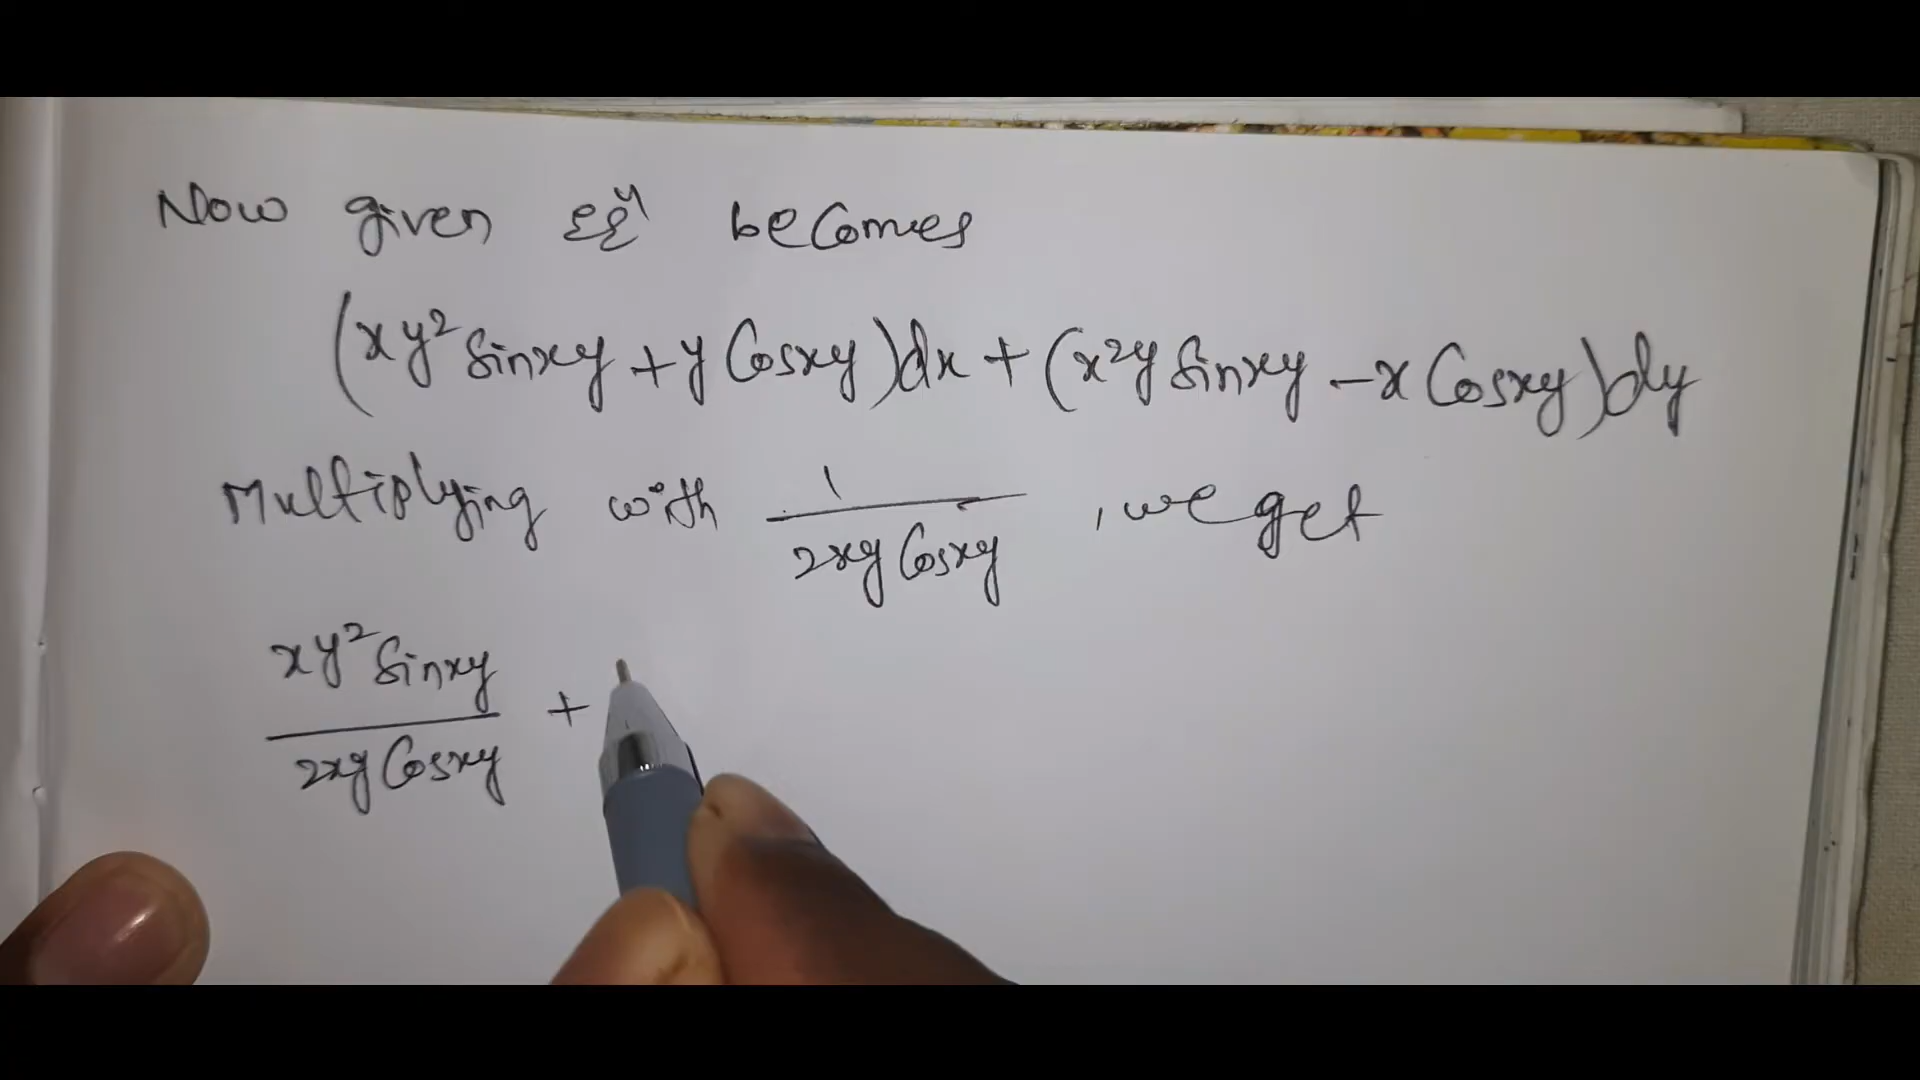 Now given eqⁿ becomes
(xy² Sinxy + y Cosxy)dx + (x²y Sinxy - x Cosxy)dy
Multiplying with 1/(2xy Cosxy), we get
xy² Sinxy/(2xy Cosxy) +